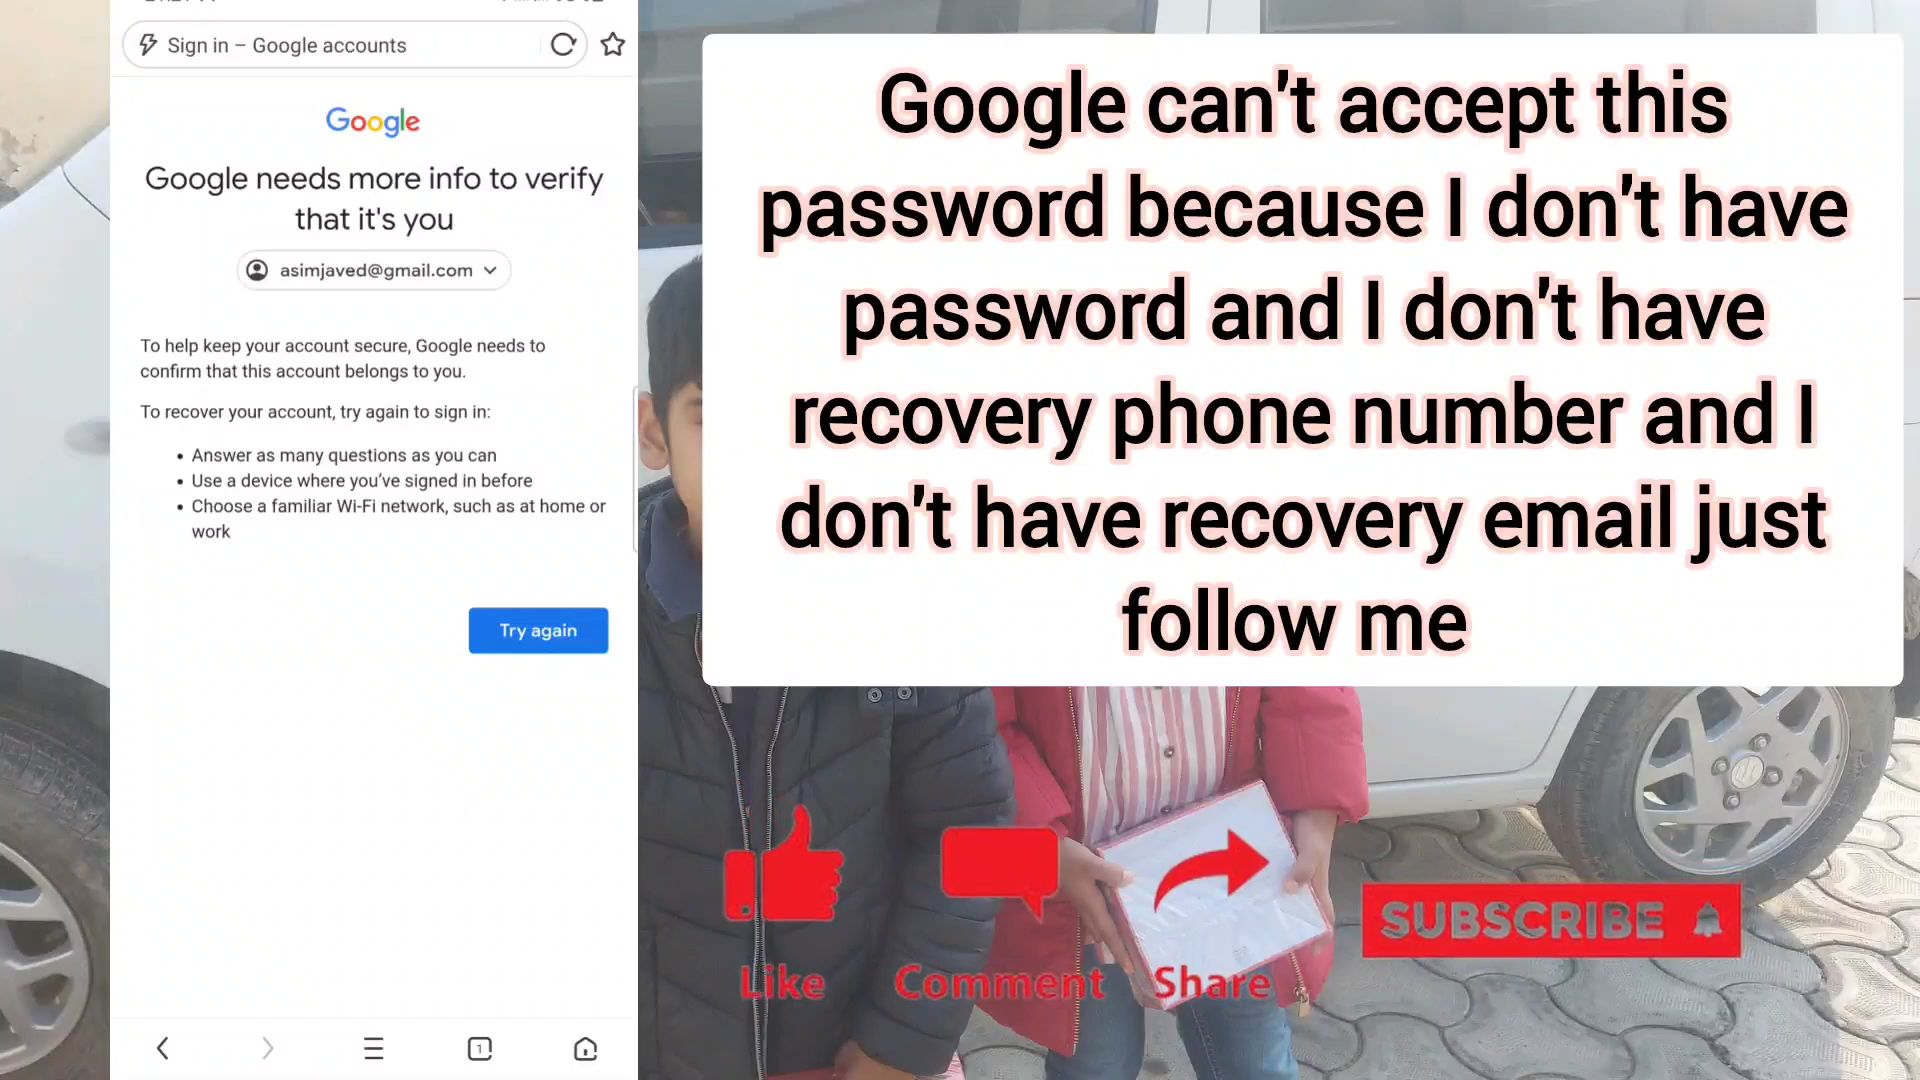 Sign in – Google accounts
Google
Google needs more info to verify
that it's you
asimjaved@gmail.com
To help keep your account secure, Google needs to
confirm that this account belongs to you.
To recover your account, try again to sign in:
• Answer as many questions as you can
• Use a device where you've signed in before
• Choose a familiar Wi-Fi network, such as at home or
work
Try again
1
Google can't accept this
password because I don't have
password and I don't have
recovery phone number and I
don't have recovery email just
follow me
Like
Comment
Share
SUBSCRIBE